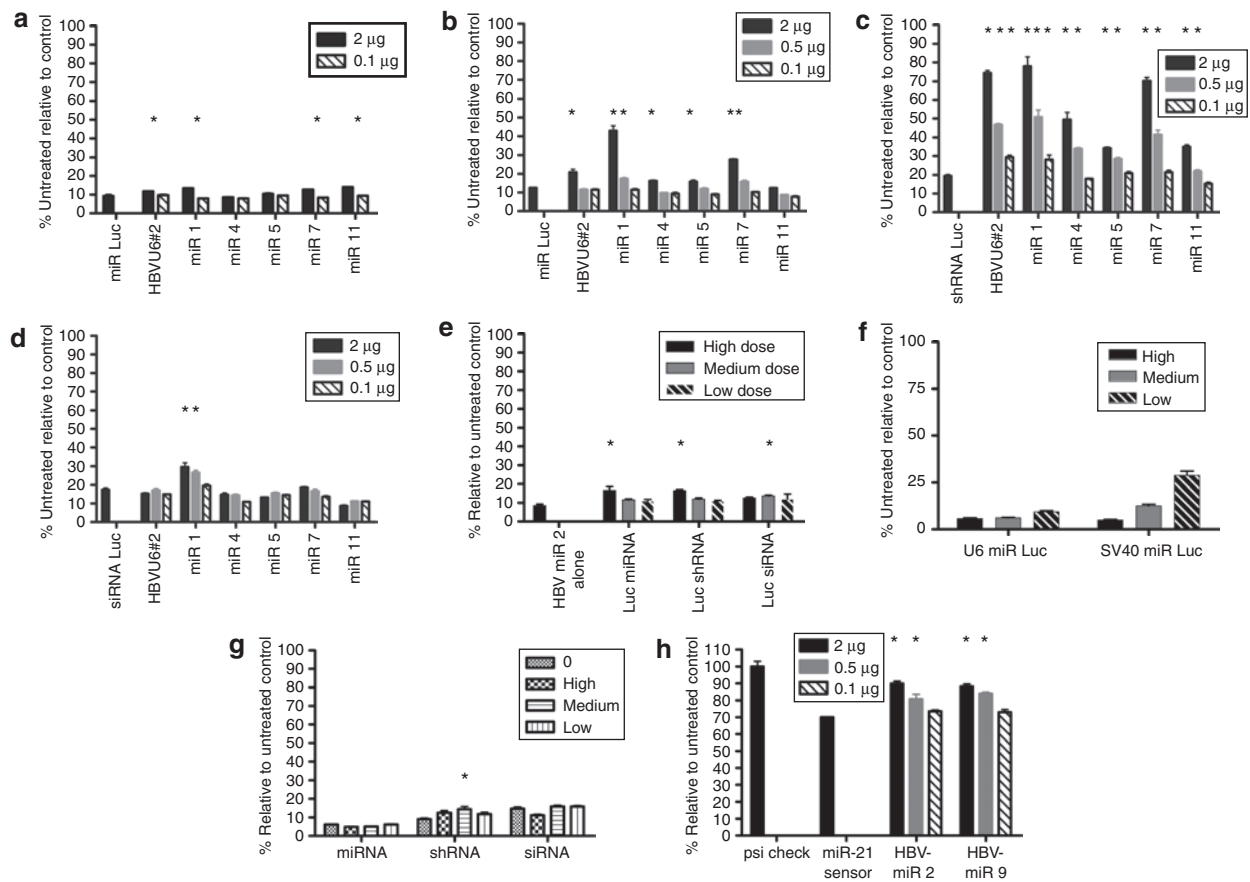 a
% Untreated relative to control
100
90
80
70
60
50
40
30
20
10
0
2 µg
0.1 µg
*
*
*
*
miR Luc
HBVU6#2
miR 1
miR 4
miR 5
miR 7
miR 11
b
% Untreated relative to control
100
90
80
70
60
50
40
30
20
10
0
2 µg
0.5 µg
0.1 µg
*
* *
*
*
* *
miR Luc
HBVU6#2
miR 1
miR 4
miR 5
miR 7
miR 11
c
% Untreated relative to control
100
90
80
70
60
50
40
30
20
10
0
* * *
* * *
* *
* *
* *
* *
2 µg
0.5 µg
0.1 µg
shRNA Luc
HBVU6#2
miR 1
miR 4
miR 5
miR 7
miR 11
d
% Untreated relative to control
100
90
80
70
60
50
40
30
20
10
0
2 µg
0.5 µg
0.1 µg
* *
siRNA Luc
HBVU6#2
miR 1
miR 4
miR 5
miR 7
miR 11
e
% Relative to untreated control
100
90
80
70
60
50
40
30
20
10
0
High dose
Medium dose
Low dose
*
*
*
HBV miR 2
alone
Luc miRNA
Luc shRNA
Luc siRNA
f
% Untreated relative to control
100
75
50
25
0
High
Medium
Low
U6 miR Luc
SV40 miR Luc
g
% Relative to untreated control
100
90
80
70
60
50
40
30
20
10
0
0
High
Medium
Low
*
miRNA
shRNA
siRNA
h
% Relative to untreated control
110
100
90
80
70
60
50
40
30
20
10
0
2 µg
0.5 µg
0.1 µg
* *
* *
psi check
miR-21
sensor
HBV-
miR 2
HBV-
miR 9